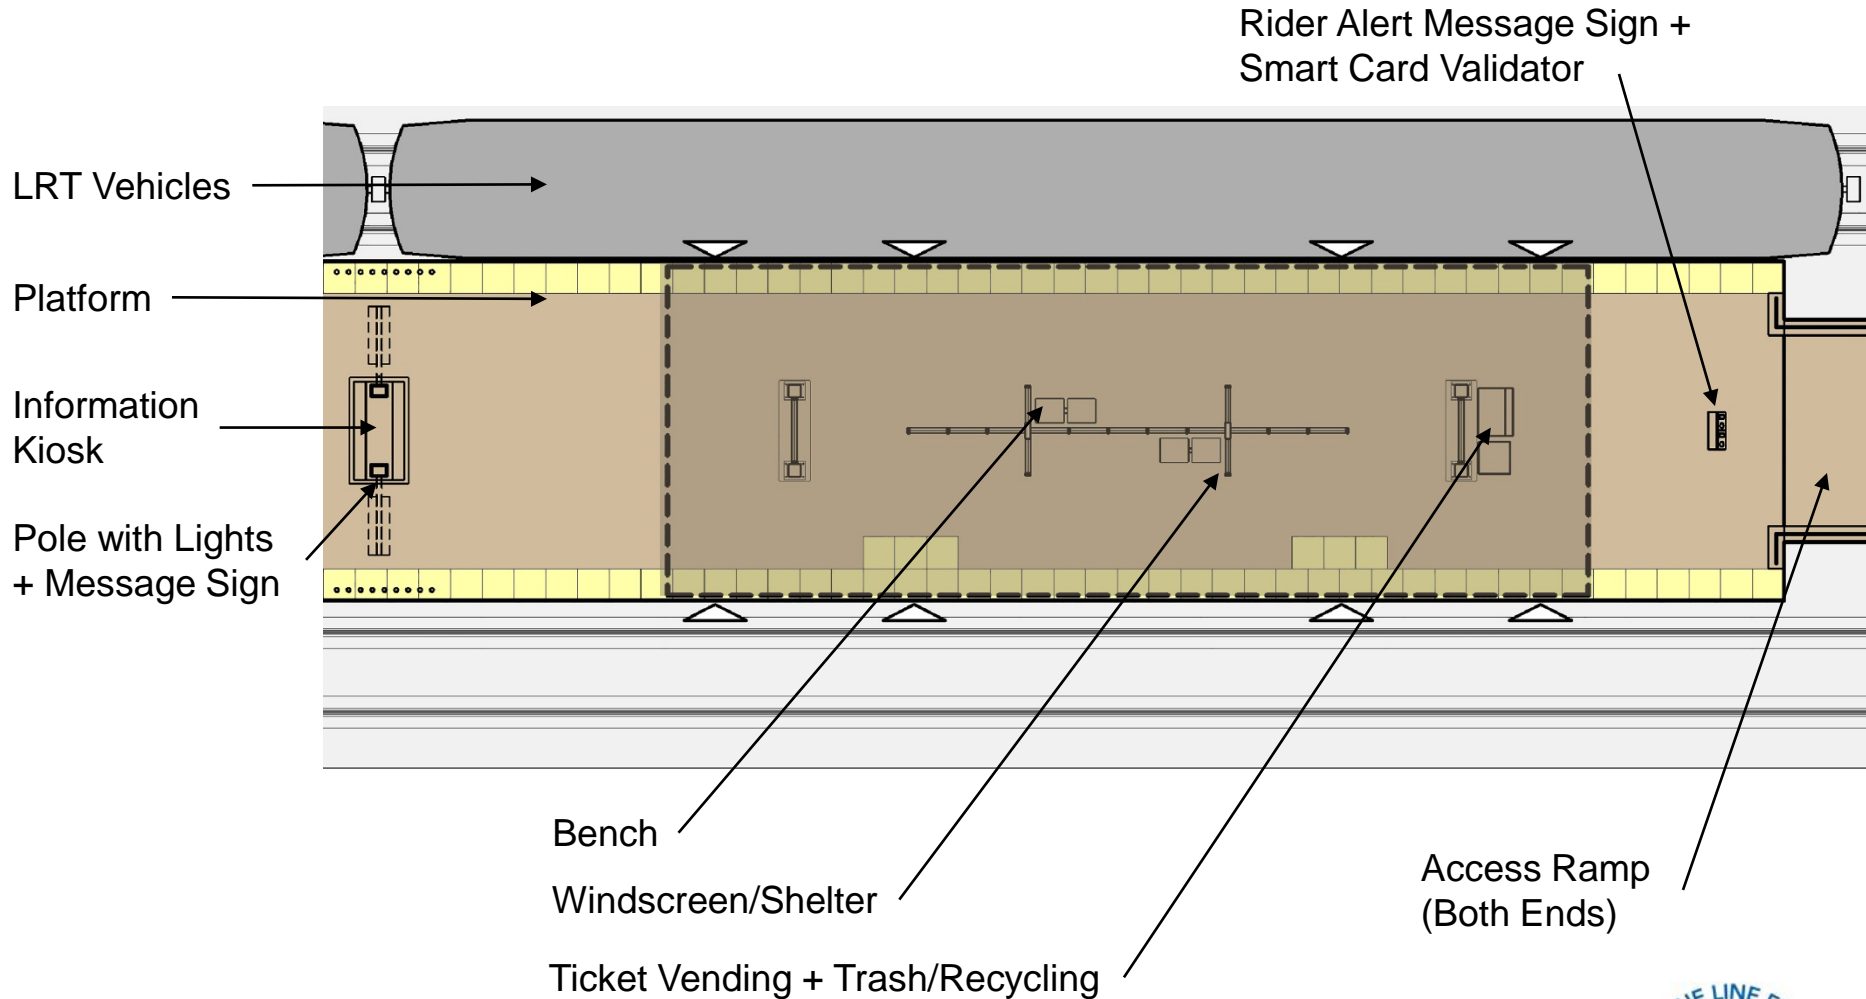 Rider Alert Message Sign +
Smart Card Validator
LRT Vehicles
Platform
Information
Kiosk
Pole with Lights
+ Message Sign
Bench
Windscreen/Shelter
Ticket Vending + Trash/Recycling
Access Ramp
(Both Ends)
LINE